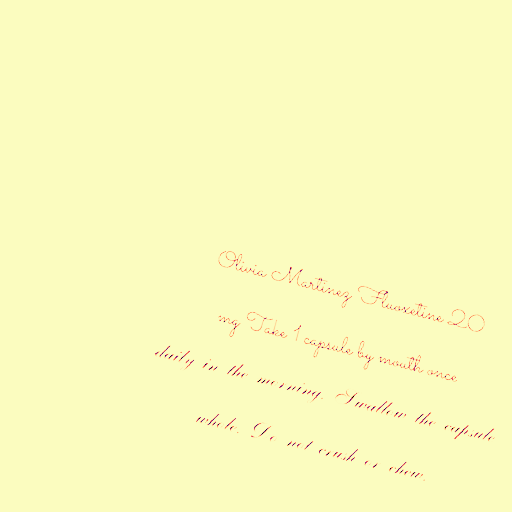 Olivia Martinez Fluoxetine 20
mg Take 1 capsule by mouth once
daily in the morning. Swallow the capsule
whole. Do not crush or chew.